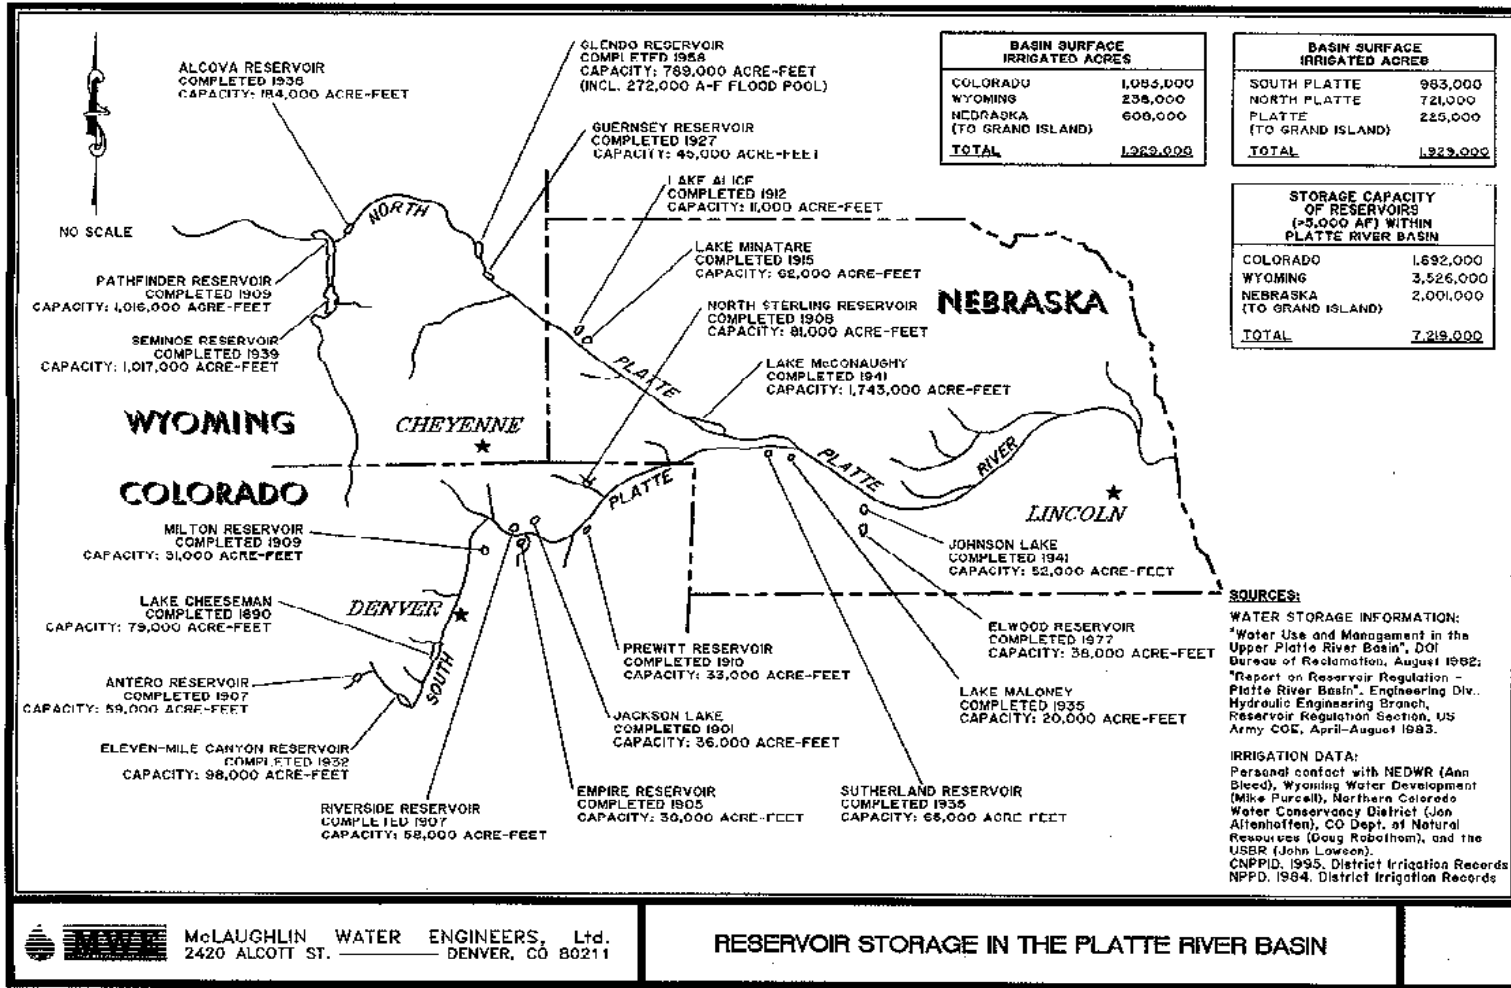 GLENDO RESERVOIR
COMPLETED 1958
CAPACITY: 789,000 ACRE-FEET
(INCL. 272,000 A-F FLOOD POOL)
ALCOVA RESERVOIR
COMPLETED 1938
CAPACITY: 184,000 ACRE-FEET
GUERNSEY RESERVOIR
COMPLETED 1927
CAPACITY: 45,000 ACRE-FEET
LAKE ALICE
COMPLETED 1912
CAPACITY: 11,000 ACRE-FEET
BASIN SURFACE
IRRIGATED ACRES
COLORADO 1,083,000
WYOMING 238,000
NEBRASKA 608,000
(TO GRAND ISLAND)
TOTAL 1,929,000
BASIN SURFACE
IRRIGATED ACRES
SOUTH PLATTE 983,000
NORTH PLATTE 721,000
PLATTE 225,000
(TO GRAND ISLAND)
TOTAL 1,929,000
STORAGE CAPACITY
OF RESERVOIRS
(>5,000 AF) WITHIN
PLATTE RIVER BASIN
COLORADO 1,692,000
WYOMING 3,526,000
NEBRASKA 2,001,000
(TO GRAND ISLAND)
TOTAL 7,219,000
NO SCALE
NORTH
LAKE MINATARE
COMPLETED 1915
CAPACITY: 62,000 ACRE-FEET
PATHFINDER RESERVOIR
COMPLETED 1909
CAPACITY: 1,016,000 ACRE-FEET
NORTH STERLING RESERVOIR
COMPLETED 1908
CAPACITY: 81,000 ACRE-FEET
NEBRASKA
SEMINOE RESERVOIR
COMPLETED 1939
CAPACITY: 1,017,000 ACRE-FEET
PLATTE
LAKE McCONAUGHY
COMPLETED 1941
CAPACITY: 1,743,000 ACRE-FEET
WYOMING
CHEYENNE
PLATTE
RIVER
COLORADO
PLATTE
LINCOLN
MILTON RESERVOIR
COMPLETED 1909
CAPACITY: 31,000 ACRE-FEET
JOHNSON LAKE
COMPLETED 1941
CAPACITY: 52,000 ACRE-FEET
LAKE CHEESEMAN
COMPLETED 1890
CAPACITY: 79,000 ACRE-FEET
DENVER
SOUTH
ELWOOD RESERVOIR
COMPLETED 1977
CAPACITY: 38,000 ACRE-FEET
PREWITT RESERVOIR
COMPLETED 1910
CAPACITY: 33,000 ACRE-FEET
ANTERO RESERVOIR
COMPLETED 1907
CAPACITY: 59,000 ACRE-FEET
LAKE MALONEY
COMPLETED 1935
CAPACITY: 20,000 ACRE-FEET
JACKSON LAKE
COMPLETED 1901
CAPACITY: 36,000 ACRE-FEET
ELEVEN-MILE CANYON RESERVOIR
COMPLETED 1932
CAPACITY: 98,000 ACRE-FEET
RIVERSIDE RESERVOIR
COMPLETED 1907
CAPACITY: 58,000 ACRE-FEET
EMPIRE RESERVOIR
COMPLETED 1905
CAPACITY: 38,000 ACRE-FEET
SUTHERLAND RESERVOIR
COMPLETED 1935
CAPACITY: 65,000 ACRE FEET
SOURCES:
WATER STORAGE INFORMATION:
"Water Use and Management in the
Upper Platte River Basin", DOI
Bureau of Reclamation, August 1982;
"Report on Reservoir Regulation -
Platte River Basin", Engineering Div.,
Hydraulic Engineering Branch,
Reservoir Regulation Section, US
Army COE, April-August 1983.
IRRIGATION DATA:
Personal contact with NEDWR (Ann
Bleed), Wyoming Water Development
(Mike Purcell), Northern Colorado
Water Conservancy District (Jon
Altenhoffen), CO Dept. of Natural
Resources (Doug Robotham), and the
USBR (John Lawson).
CNPPID, 1995, District Irrigation Records
NPPD, 1984, District Irrigation Records
MWE
McLAUGHLIN WATER ENGINEERS, Ltd.
2420 ALCOTT ST. DENVER, CO 80211
RESERVOIR STORAGE IN THE PLATTE RIVER BASIN